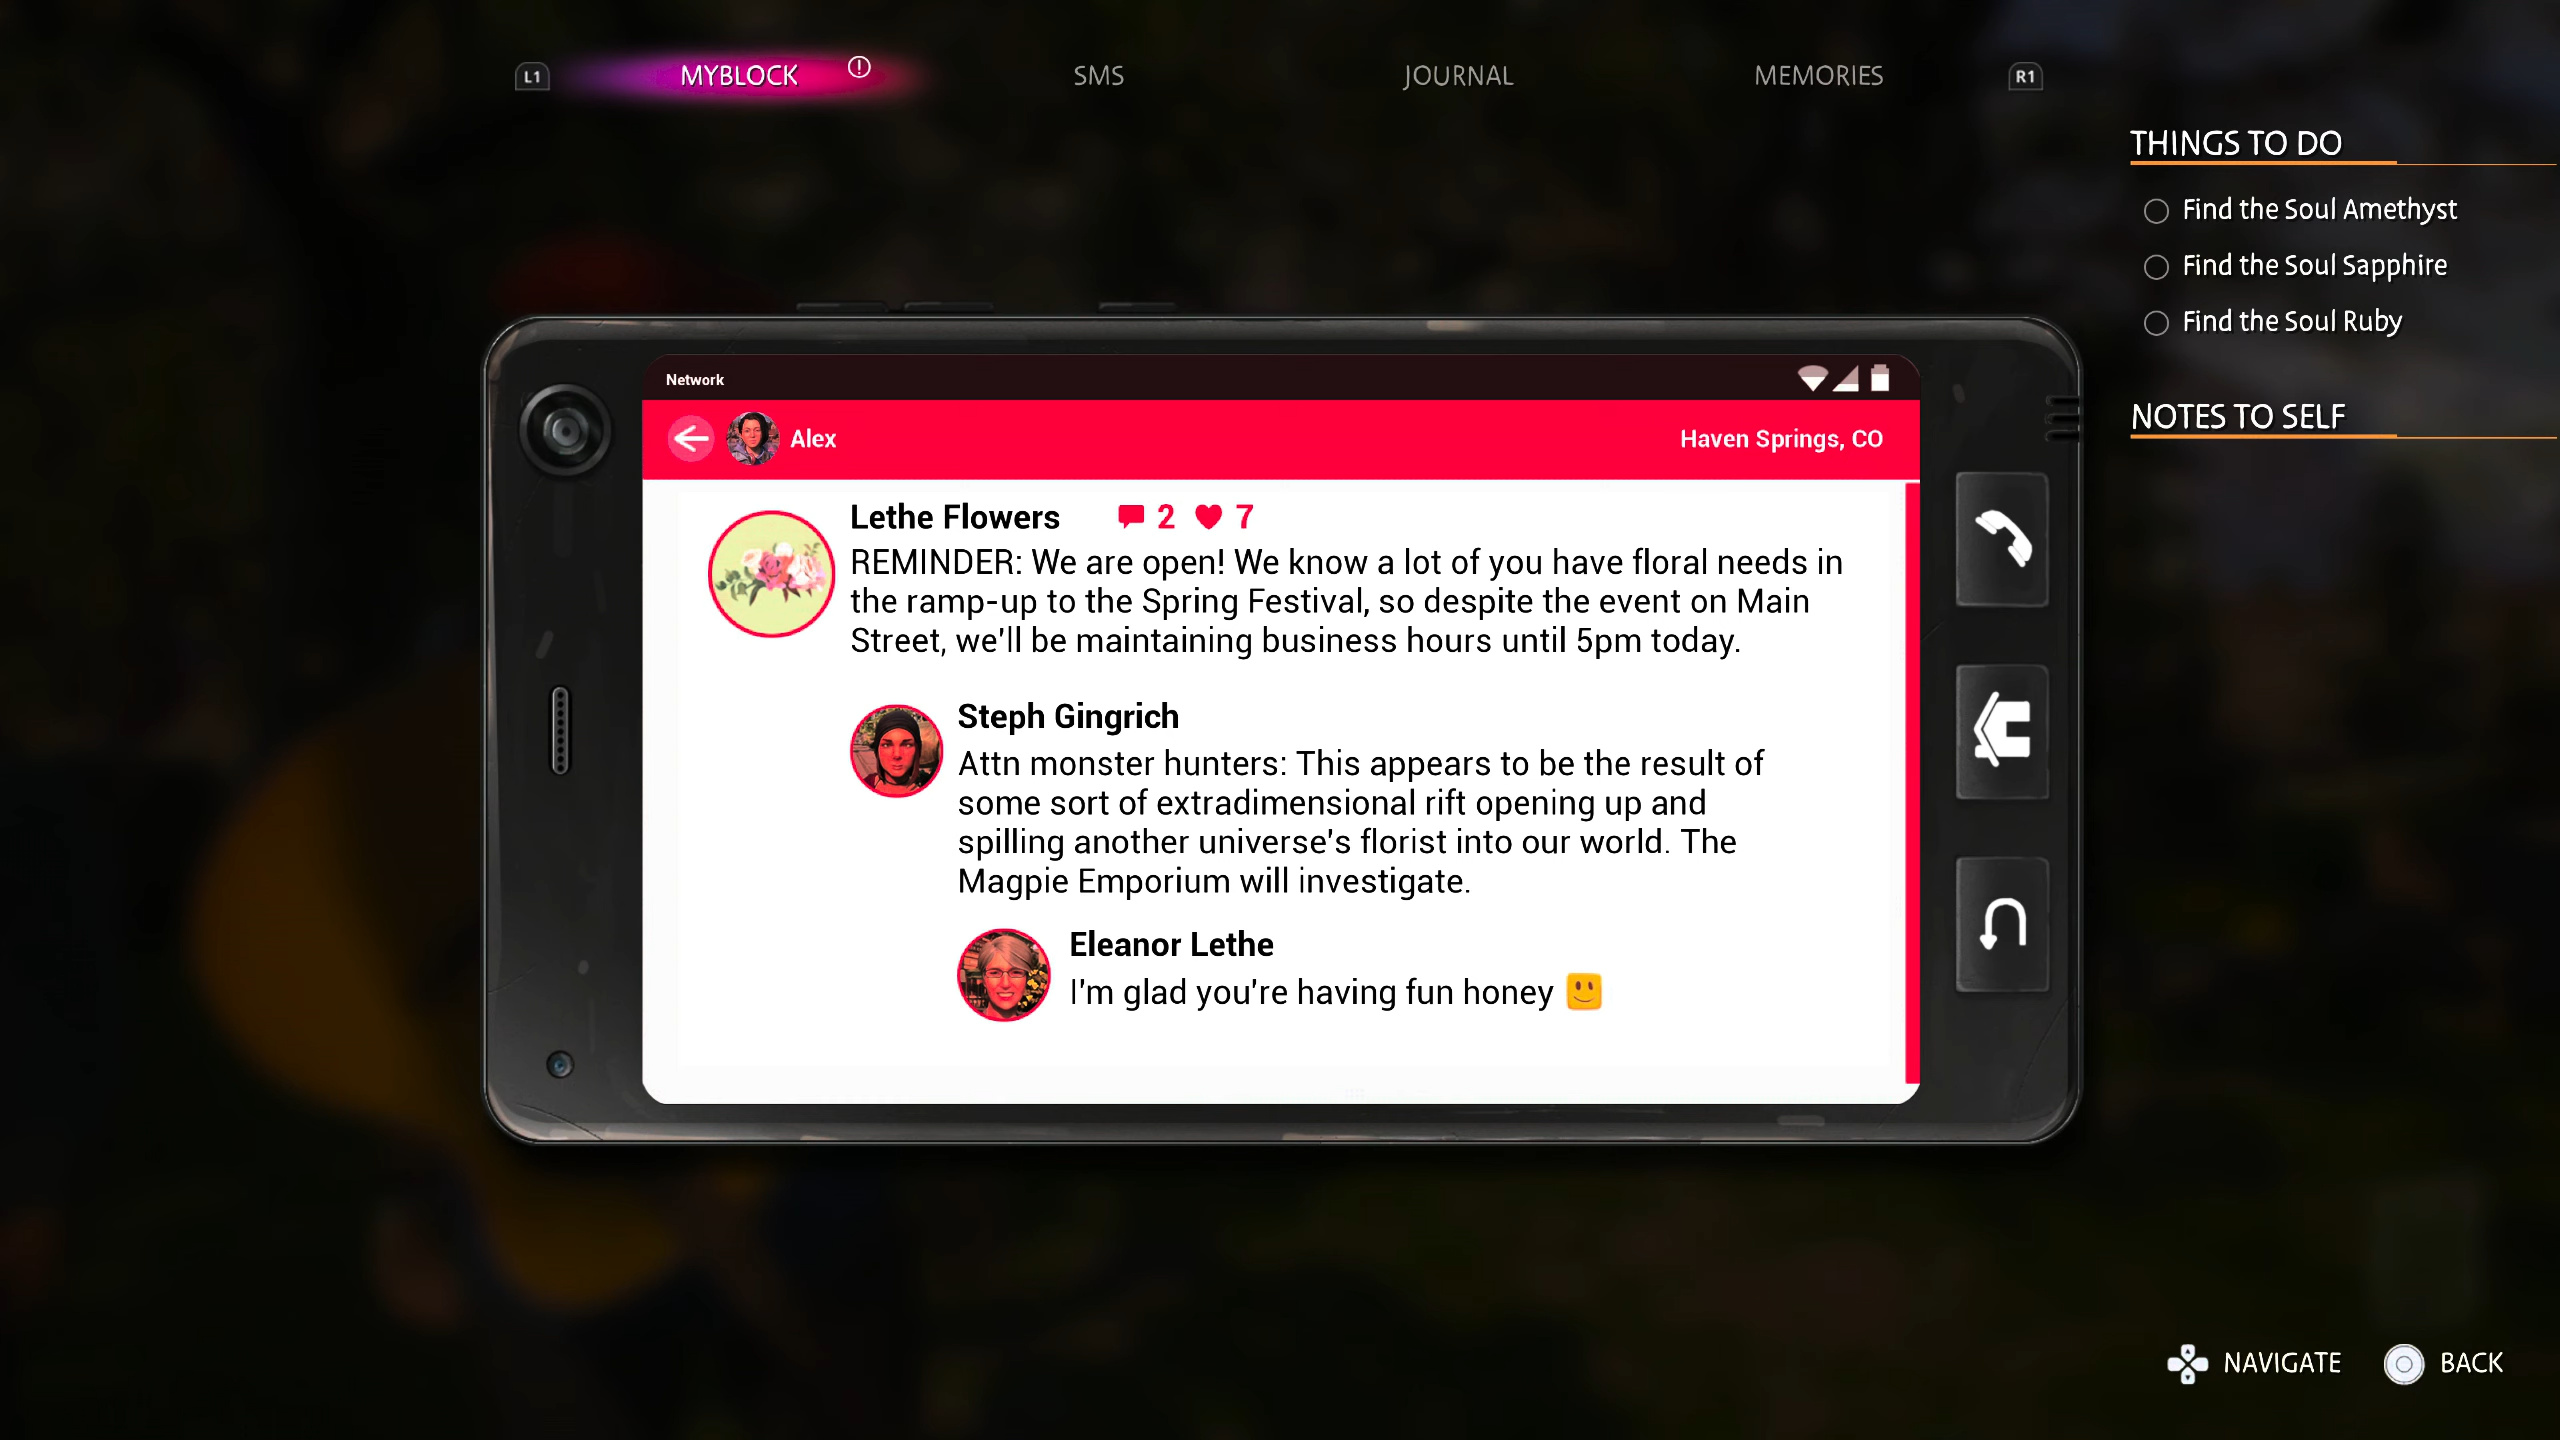 L1
MYBLOCK
SMS
JOURNAL
MEMORIES
R1
THINGS TO DO
Find the Soul Amethyst
Find the Soul Sapphire
Find the Soul Ruby
NOTES TO SELF
Network
Alex
Haven Springs, CO
Lethe Flowers 2 7
REMINDER: We are open! We know a lot of you have floral needs in
the ramp-up to the Spring Festival, so despite the event on Main
Street, we'll be maintaining business hours until 5pm today.
Steph Gingrich
Attn monster hunters: This appears to be the result of
some sort of extradimensional rift opening up and
spilling another universe's florist into our world. The
Magpie Emporium will investigate.
Eleanor Lethe
I'm glad you're having fun honey 🙂
NAVIGATE
BACK